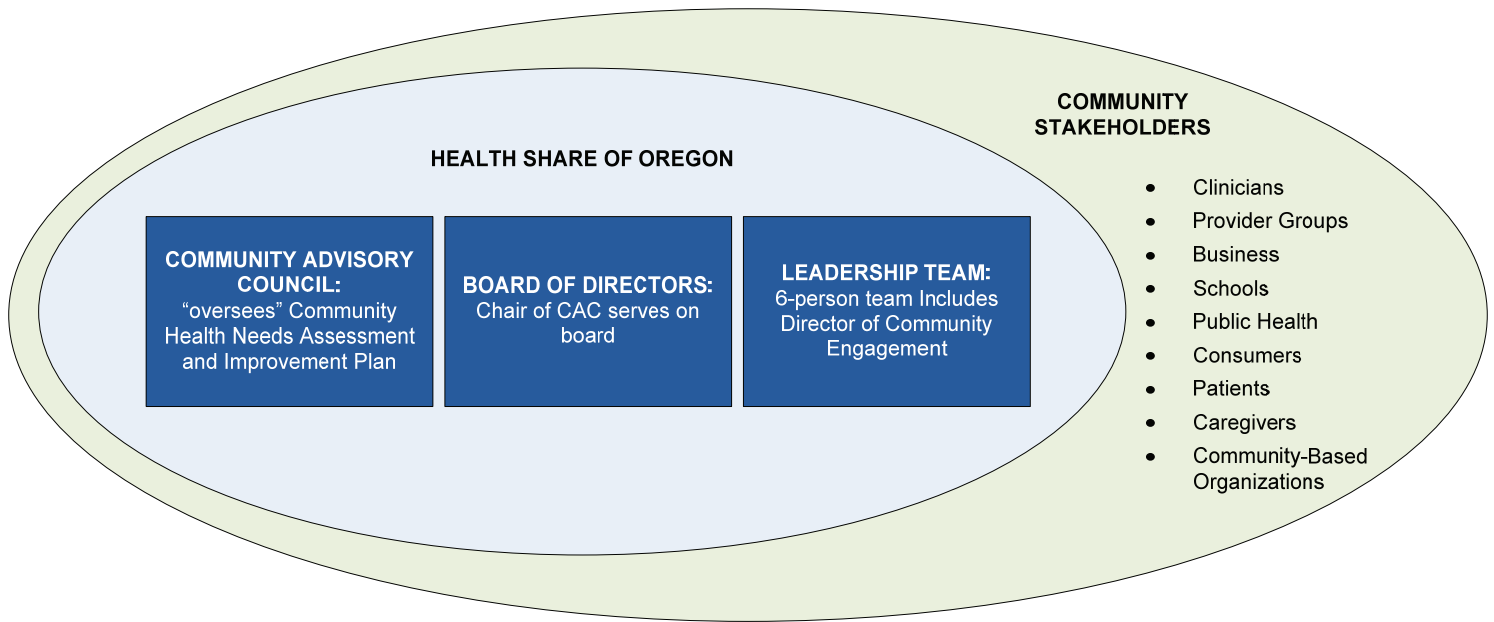 HEALTH SHARE OF OREGON
COMMUNITY ADVISORY
COUNCIL:
“oversees” Community
Health Needs Assessment
and Improvement Plan
BOARD OF DIRECTORS:
Chair of CAC serves on
board
LEADERSHIP TEAM:
6-person team Includes
Director of Community
Engagement
COMMUNITY
STAKEHOLDERS
• Clinicians
• Provider Groups
• Business
• Schools
• Public Health
• Consumers
• Patients
• Caregivers
• Community-Based
Organizations